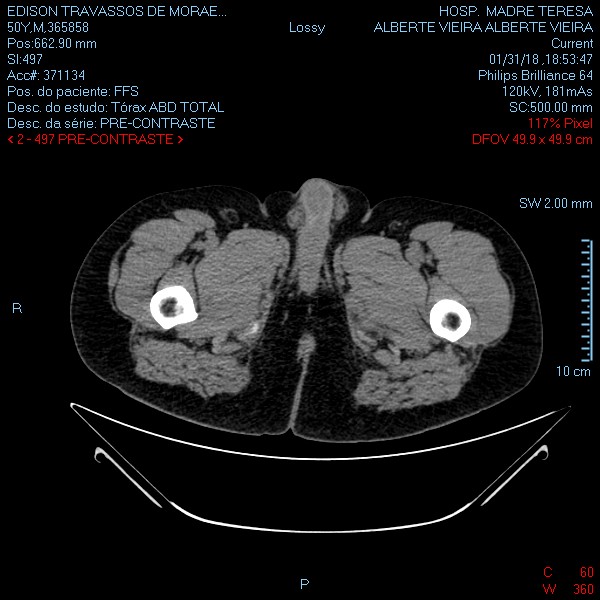 EDISON TRAVASSOS DE MORAE...
50Y,M,365858
Pos:662.90 mm
SI:497
Acc#: 371134
Pos. do paciente: FFS
Desc. do estudo: Tórax ABD TOTAL
Desc. da série: PRE-CONTRASTE
< 2 - 497 PRE-CONTRASTE >
Lossy
HOSP. MADRE TERESA
ALBERTE VIEIRA ALBERTE VIEIRA
Current
01/31/18 ,18:53:47
Philips Brilliance 64
120kV, 181mAs
SC:500.00 mm
117% Pixel
DFOV 49.9 x 49.9 cm
SW 2.00 mm
R
10 cm
P
C 60
W 360